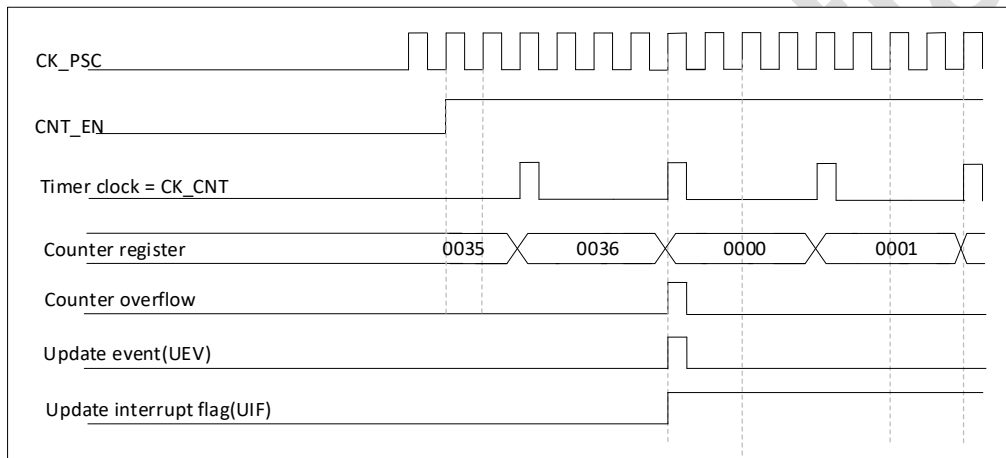 CK_PSC
CNT_EN
Timer clock = CK_CNT
Counter register 0035 0036 0000 0001
Counter overflow
Update event(UEV)
Update interrupt flag(UIF)